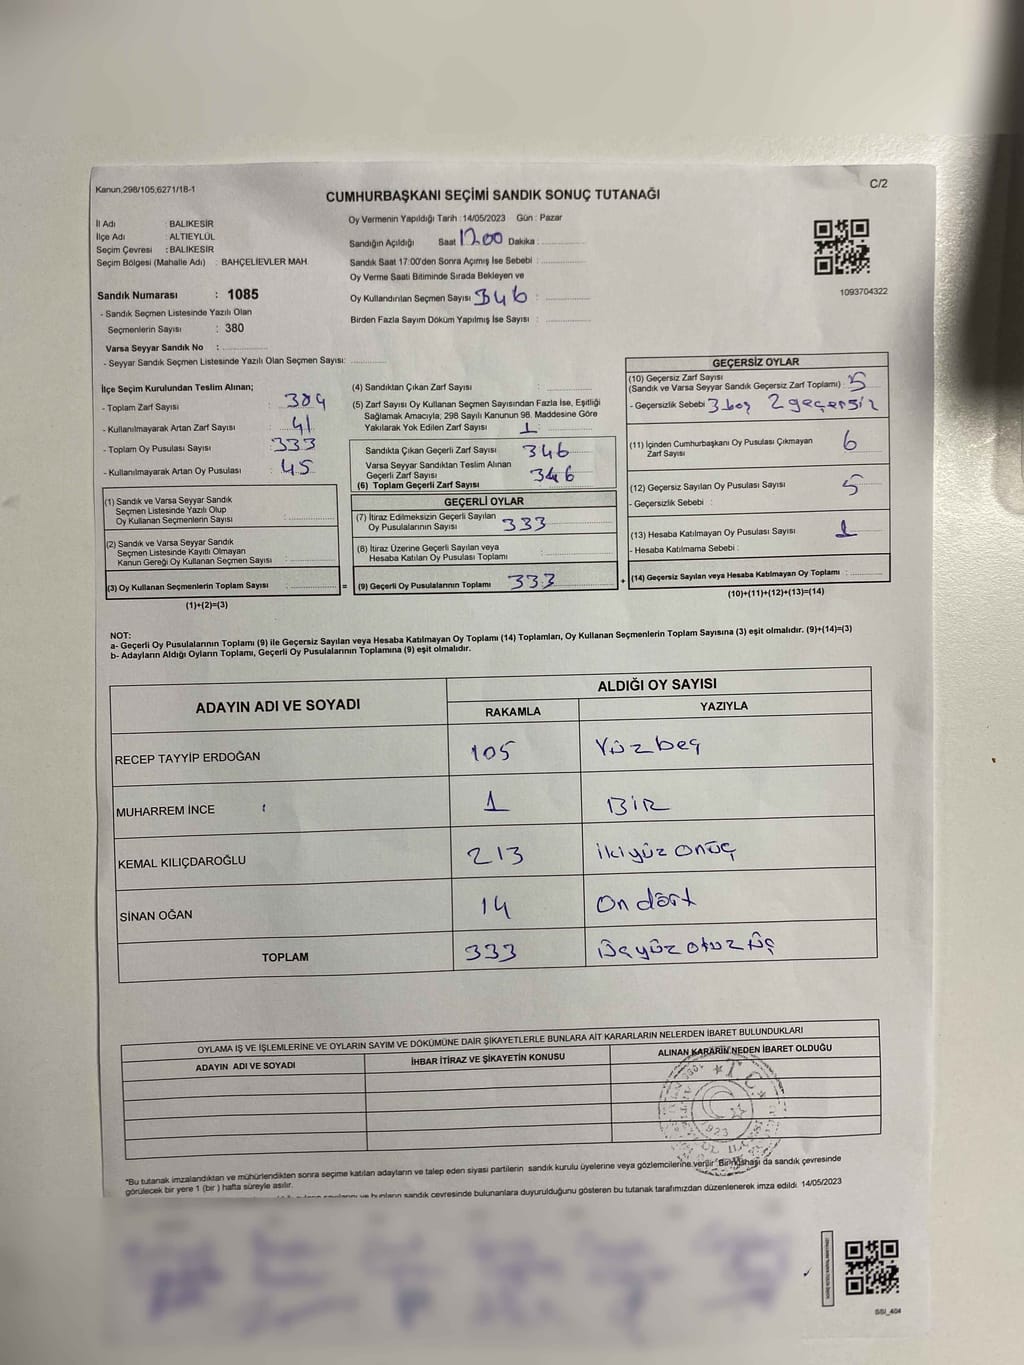 Kanun,298/105,6271/18-1
C/2
CUMHURBAŞKANI SEÇİMİ SANDIK SONUÇ TUTANAĞI
İl Adı : BALIKESİR
İlçe Adı : ALTIEYLÜL
Seçim Çevresi : BALIKESİR
Seçim Bölgesi (Mahalle Adı) : BAHÇELİEVLER MAH.
Oy Vermenin Yapıldığı Tarih :14/05/2023 Gün : Pazar
Sandığın Açıldığı Saat 17.00 Dakika :
Sandık Saat 17:00'den Sonra Açımış İse Sebebi :
Oy Verme Saati Bitiminde Sırada Bekleyen ve
Oy Kullandırılan Seçmen Sayısı 346 :
Birden Fazla Sayım Döküm Yapılmış İse Sayısı :
1093704322
Sandık Numarası : 1085
- Sandık Seçmen Listesinde Yazılı Olan
Seçmenlerin Sayısı : 380
Varsa Seyyar Sandık No :
- Seyyar Sandık Seçmen Listesinde Yazılı Olan Seçmen Sayısı:
İlçe Seçim Kurulundan Teslim Alınan;
- Toplam Zarf Sayısı :
- Kullanılmayarak Artan Zarf Sayısı : 41
- Toplam Oy Pusulası Sayısı : 333
- Kullanılmayarak Artan Oy Pusulası : 45
(1) Sandık ve Varsa Seyyar Sandık
Seçmen Listesinde Yazılı Olup
Oy Kullanan Seçmenlerin Sayısı :
(2) Sandık ve Varsa Seyyar Sandık
Seçmen Listesinde Kayıtlı Olmayan
Kanun Gereği Oy Kullanan Seçmen Sayısı :
(3) Oy Kullanan Seçmenlerin Toplam Sayısı :
(1)+(2)=(3)
=
(4) Sandıktan Çıkan Zarf Sayısı :
(5) Zarf Sayısı Oy Kullanan Seçmen Sayısından Fazla İse, Eşitliği
Sağlamak Amacıyla; 298 Sayılı Kanunun 98. Maddesine Göre
Yakılarak Yok Edilen Zarf Sayısı : 1
Sandıkta Çıkan Geçerli Zarf Sayısı 346
Varsa Seyyar Sandıktan Teslim Alınan
Geçerli Zarf Sayısı 346
(6) Toplam Geçerli Zarf Sayısı
GEÇERLİ OYLAR
(7) İtiraz Edilmeksizin Geçerli Sayılan
Oy Pusulalarının Sayısı : 333
(8) İtiraz Üzerine Geçerli Sayılan veya
Hesaba Katılan Oy Pusulası Toplamı :
(9) Geçerli Oy Pusulalarının Toplamı 333
+
GEÇERSİZ OYLAR
(10) Geçersiz Zarf Sayısı
(Sandık ve Varsa Seyyar Sandık Geçersiz Zarf Toplamı) : 5
- Geçersizlik Sebebi 3 boş 2 geçersiz
(11) İçinden Cumhurbaşkanı Oy Pusulası Çıkmayan
Zarf Sayısı 6
(12) Geçersiz Sayılan Oy Pusulası Sayısı 5
- Geçersizlik Sebebi :
(13) Hesaba Katılmayan Oy Pusulası Sayısı 1
- Hesaba Katılmama Sebebi :
(14) Geçersiz Sayılan veya Hesaba Katılmayan Oy Toplamı :
(10)+(11)+(12)+(13)=(14)
NOT:
a- Geçerli Oy Pusulalarının Toplamı (9) ile Geçersiz Sayılan veya Hesaba Katılmayan Oy Toplamı (14) Toplamları, Oy Kullanan Seçmenlerin Toplam Sayısına (3) eşit olmalıdır. (9)+(14)=(3)
b- Adayların Aldığı Oyların Toplamı, Geçerli Oy Pusulalarının Toplamına (9) eşit olmalıdır.
ADAYIN ADI VE SOYADI
ALDIĞI OY SAYISI
RAKAMLA YAZIYLA
RECEP TAYYİP ERDOĞAN 105 Yüzbeş
MUHARREM İNCE 1 BİR
KEMAL KILIÇDAROĞLU 213 ikiyüz onüç
SİNAN OĞAN 14 On dört
TOPLAM 333 Üçyüz otuz üç
OYLAMA İŞ VE İŞLEMLERİNE VE OYLARIN SAYIM VE DÖKÜMÜNE DAİR ŞİKAYETLERLE BUNLARA AİT KARARLARIN NELERDEN İBARET BULUNDUKLARI
ADAYIN ADI VE SOYADI İHBAR İTİRAZ VE ŞİKAYETİN KONUSU ALINAN KARARIN NEDEN İBARET OLDUĞU
T.C.
1923
*Bu tutanak imzalandıktan ve mühürlendikten sonra seçime katılan adayların ve talep eden siyasi partilerin sandık kurulu üyelerine veya gözlemcilerine verilir. Bir nüshası da sandık çevresinde
görülecek bir yere 1 (bir ) hafta süreyle asılır.
sandık çevresinde bulunanlara duyurulduğunu gösteren bu tutanak tarafımızdan düzenlenerek imza edildi. 14/05/2023
SSI_404